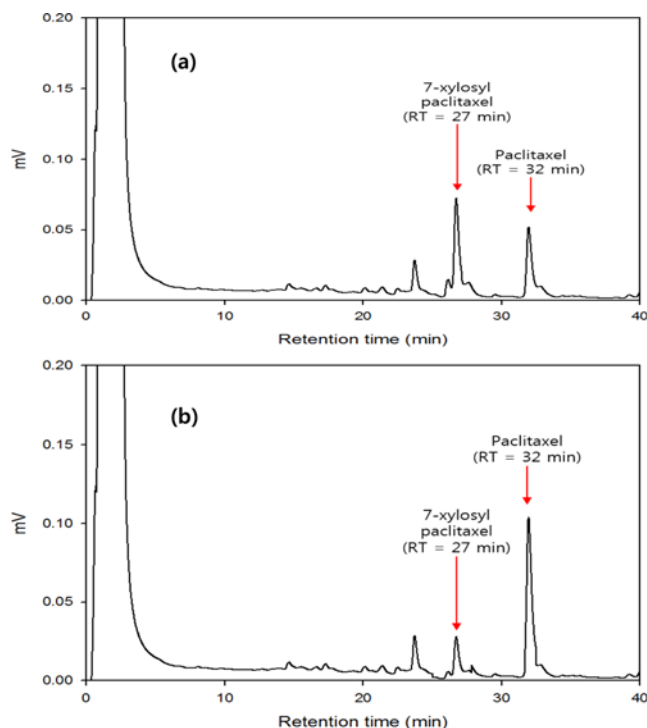 0.20
(a)
7-xylosyl
paclitaxel
(RT = 27 min)
0.15
Paclitaxel
(RT = 32 min)
mV
0.10
0.05
0.00
0
10
20
30
40
Retention time (min)
0.20
(b)
Paclitaxel
(RT = 32 min)
0.15
7-xylosyl
paclitaxel
(RT = 27 min)
mV
0.10
0.05
0.00
0
10
20
30
40
Retention time (min)